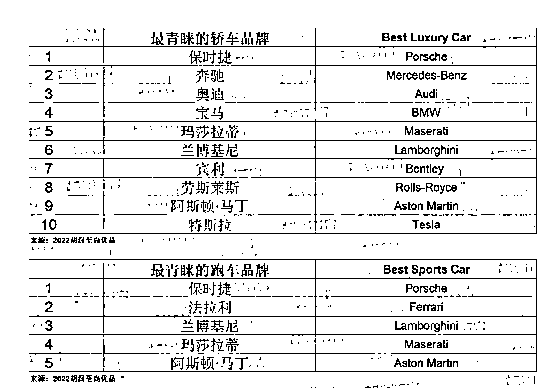 最青睐的轿车品牌 Best Luxury Car
1 保时捷 Porsche
2 奔驰 Mercedes-Benz
3 奥迪 Audi
4 宝马 BMW
5 玛莎拉蒂 Maserati
6 兰博基尼 Lamborghini
7 宾利 Bentley
8 劳斯莱斯 Rolls-Royce
9 阿斯顿·马丁 Aston Martin
10 特斯拉 Tesla
来源：2022胡润至尚优品
最青睐的跑车品牌 Best Sports Car
1 保时捷 Porsche
2 法拉利 Ferrari
3 兰博基尼 Lamborghini
4 玛莎拉蒂 Maserati
5 阿斯顿·马丁 Aston Martin
来源：2022胡润至尚优品